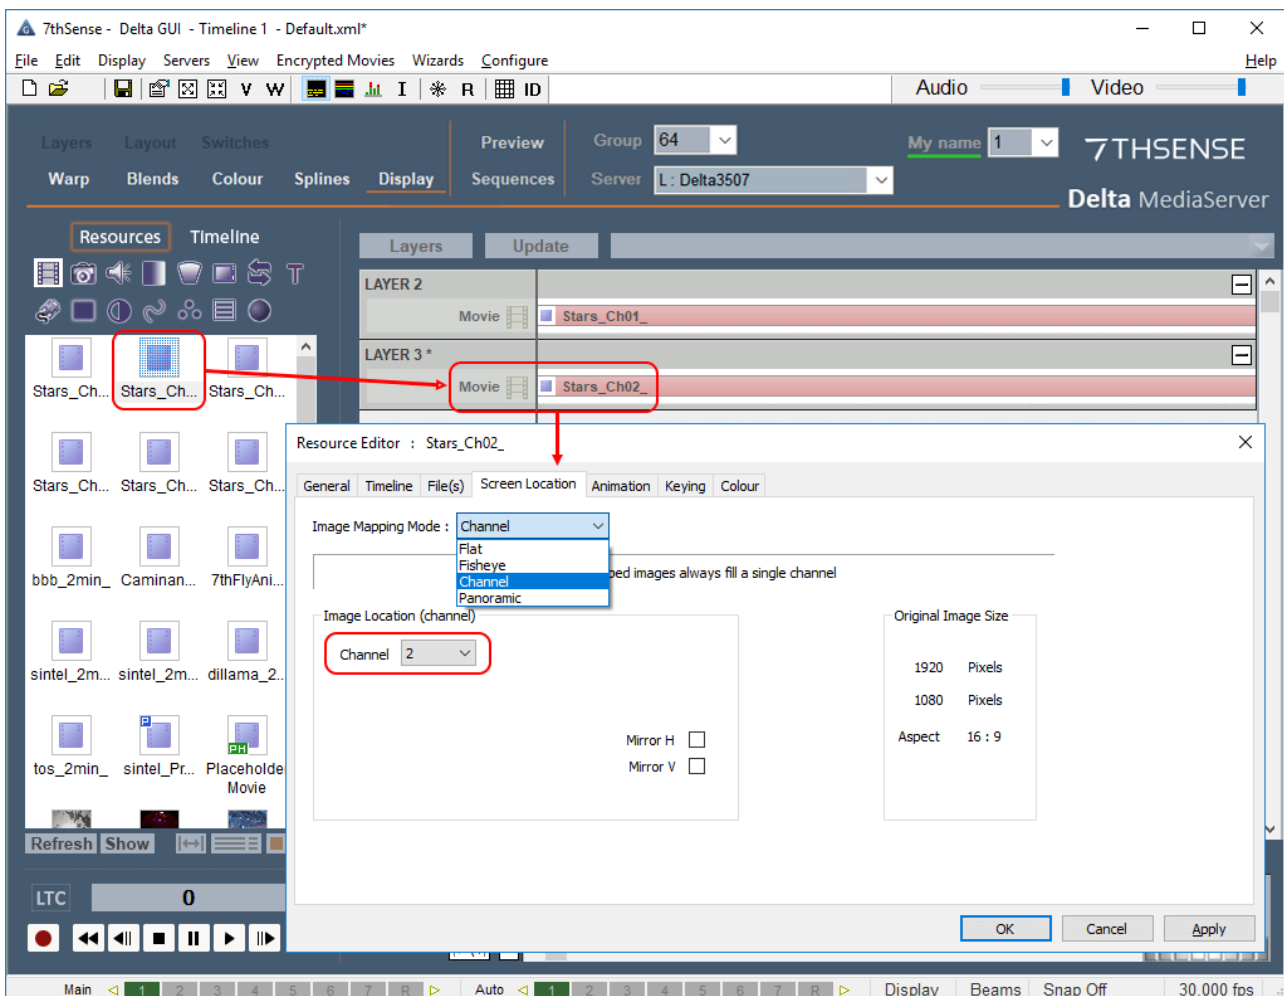 7thSense - Delta GUI - Timeline 1 - Default.xml*
File Edit Display Servers View Encrypted Movies Wizards Configure Help
V W I R ID Audio Video
Layers Layout Switches Preview Group 64 My name 1
7THSENSE
Warp Blends Colour Splines Display Sequences Server L : Delta3507
Delta MediaServer
Resources Timeline
Layers Update
T
LAYER 2
Movie Stars_Ch01_
LAYER 3 *
Movie Stars_Ch02_
Stars_Ch... Stars_Ch... Stars_Ch...
Stars_Ch... Stars_Ch... Stars_Ch...
bbb_2min_ Caminan... 7thFlyAni...
sintel_2m... sintel_2m... dillama_2...
P
PH
tos_2min_ sintel_Pr... Placeholde
Movie
Refresh Show
LTC 0
Resource Editor : Stars_Ch02_
General Timeline File(s) Screen Location Animation Keying Colour
Image Mapping Mode : Channel
Flat
Fisheye
Channel
Panoramic
ped images always fill a single channel
Image Location (channel)
Channel 2
Mirror H
Mirror V
Original Image Size
1920 Pixels
1080 Pixels
Aspect 16 : 9
OK Cancel Apply
Main 1 2 3 4 5 6 7 R Auto 1 2 3 4 5 6 7 R Display Beams Snap Off 30.000 fps